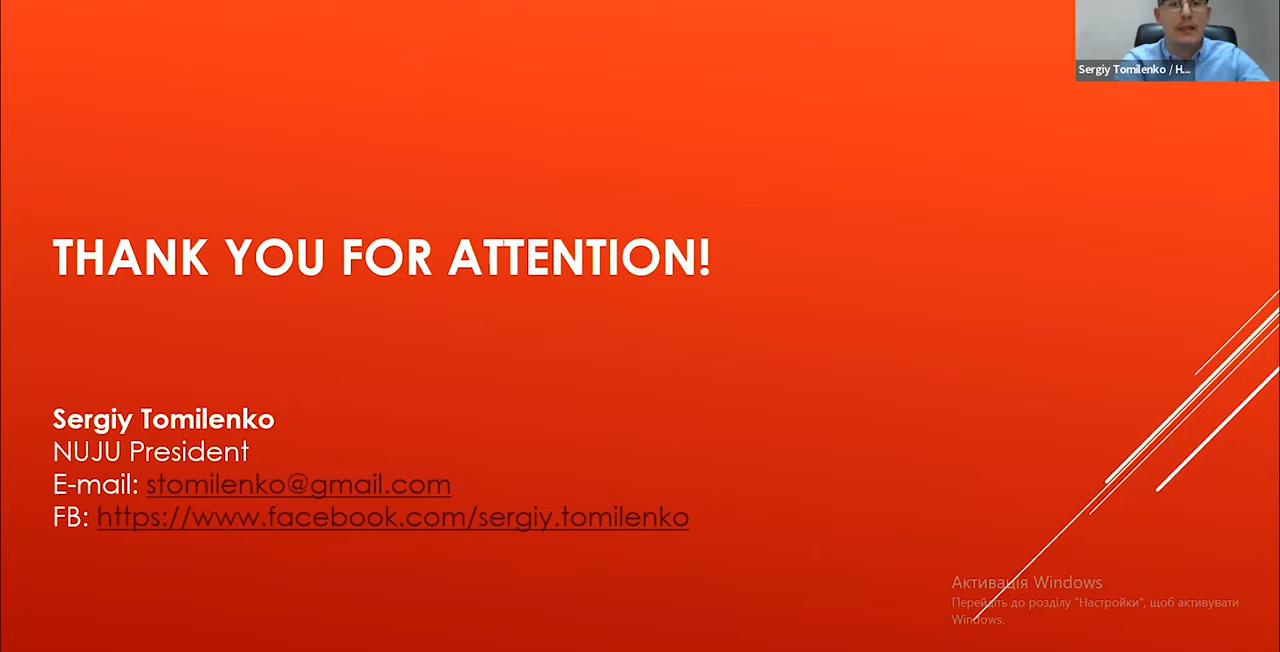 Sergiy Tomilenko / Н...
THANK YOU FOR ATTENTION!
Sergiy Tomilenko
NUJU President
E-mail: stomilenko@gmail.com
FB: https://www.facebook.com/sergiy.tomilenko
Активація Windows
Перейдіть до розділу "Настройки", щоб активувати
Windows.